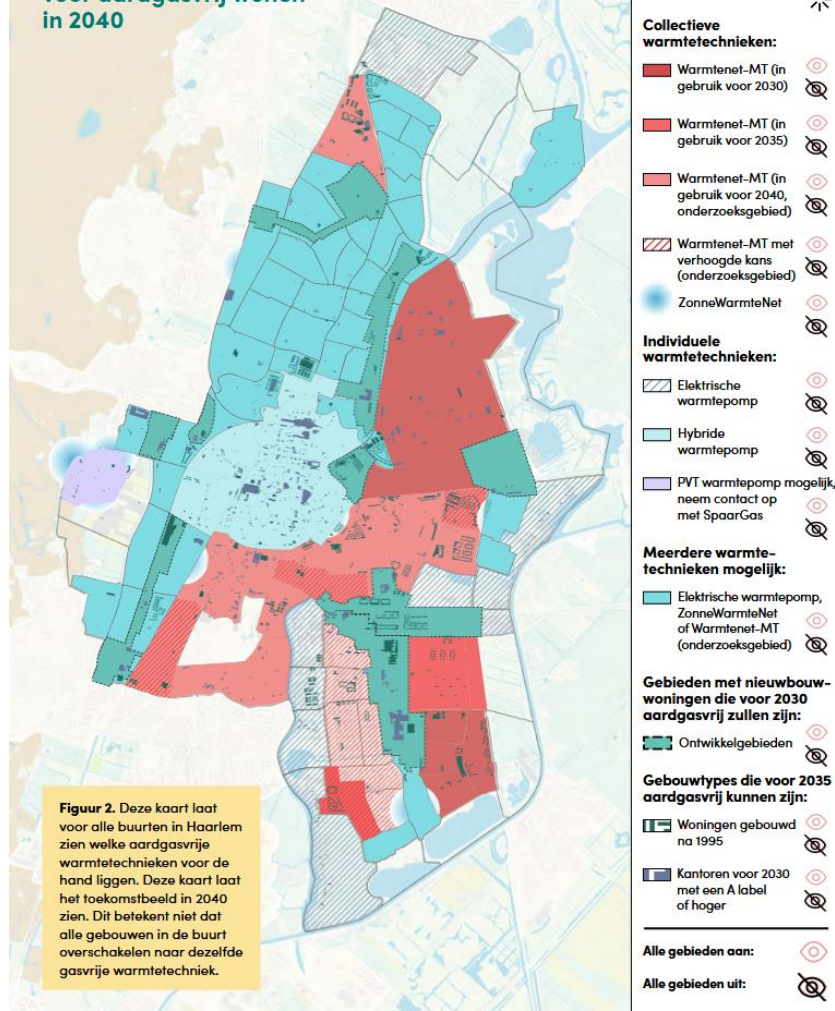 in 2040
Figuur 2. Deze kaart laat
voor alle buurten in Haarlem
zien welke aardgasvrije
warmtetechnieken voor de
hand liggen. Deze kaart laat
het toekomstbeeld in 2040
zien. Dit betekent niet dat
alle gebouwen in de buurt
overschakelen naar dezelfde
gasvrije warmtetechniek.
Collectieve
warmtetechnieken:
Warmtenet-MT (in
gebruik voor 2030)
Warmtenet-MT (in
gebruik voor 2035)
Warmtenet-MT (in
gebruik voor 2040,
onderzoeksgebied)
Warmtenet-MT met
verhoogde kans
(onderzoeksgebied)
ZonneWarmteNet
Individuele
warmtetechnieken:
Elektrische
warmtepomp
Hybride
warmtepomp
PVT warmtepomp mogelijk,
neem contact op
met SpaarGas
Meerdere warmte-
technieken mogelijk:
Elektrische warmtepomp,
ZonneWarmteNet
of Warmtenet-MT
(onderzoeksgebied)
Gebieden met nieuwbouw-
woningen die voor 2030
aardgasvrij zullen zijn:
Ontwikkelgebieden
Gebouwtypes die voor 2035
aardgasvrij kunnen zijn:
Woningen gebouwd
na 1995
Kantoren voor 2030
met een A label
of hoger
Alle gebieden aan:
Alle gebieden uit: